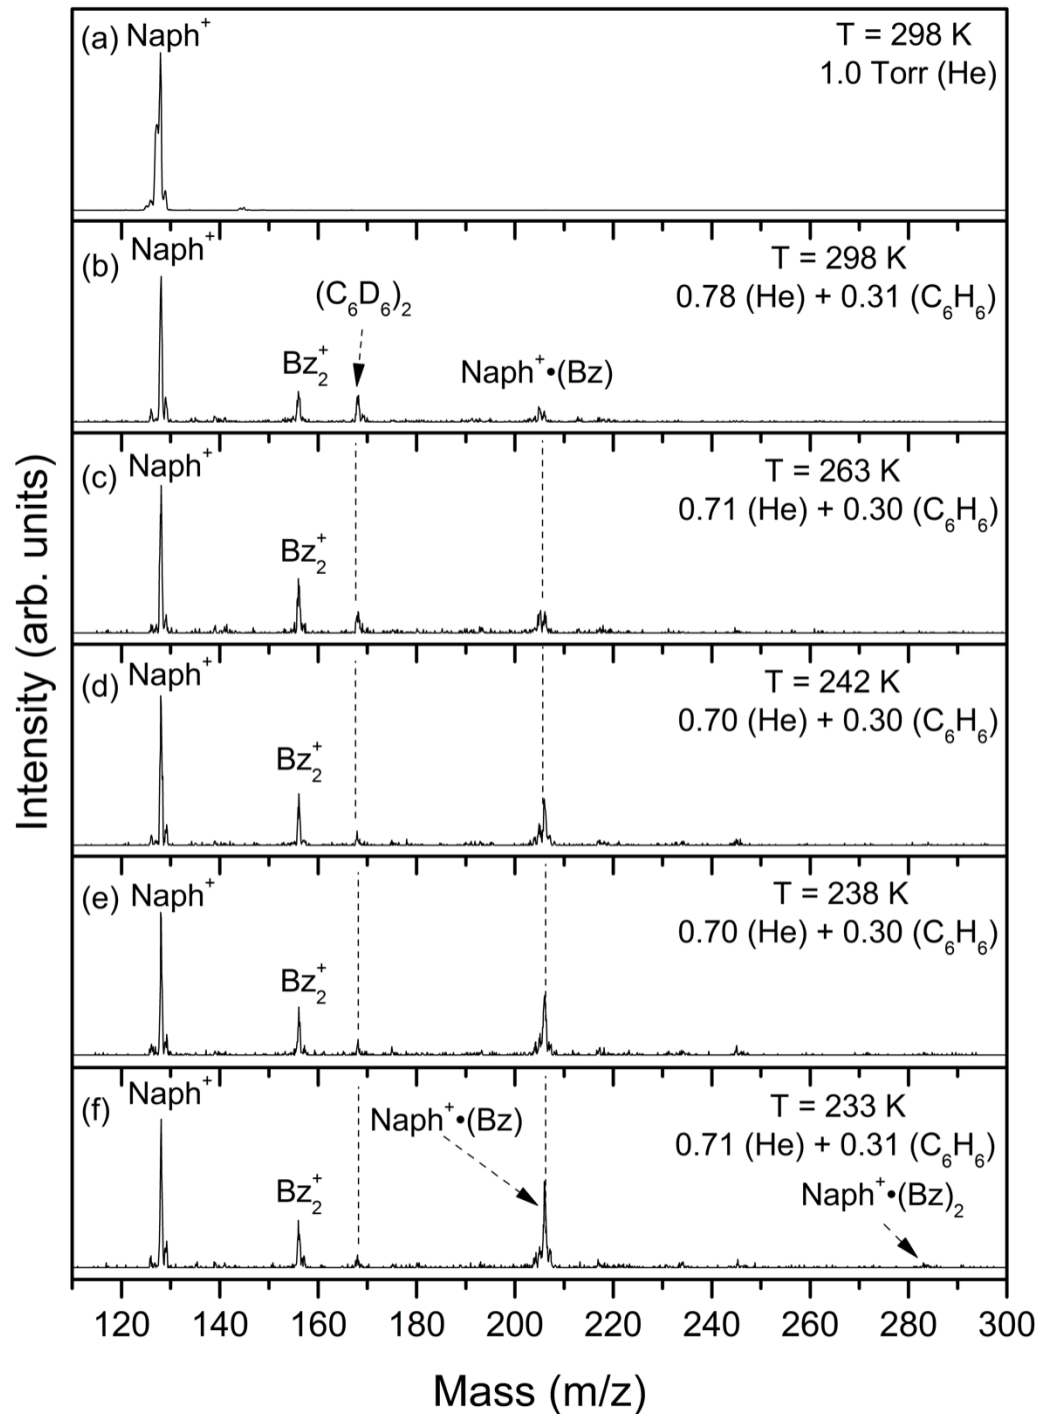 (a) Naph⁺ T = 298 K
1.0 Torr (He)
(b) Naph⁺ T = 298 K
0.78 (He) + 0.31 (C₆H₆)
(C₆D₆)₂
Bz₂⁺ Naph⁺•(Bz)
(c) Naph⁺ T = 263 K
0.71 (He) + 0.30 (C₆H₆)
Bz₂⁺
(d) Naph⁺ T = 242 K
0.70 (He) + 0.30 (C₆H₆)
Bz₂⁺
(e) Naph⁺ T = 238 K
0.70 (He) + 0.30 (C₆H₆)
Bz₂⁺
(f) Naph⁺ T = 233 K
Naph⁺•(Bz) 0.71 (He) + 0.31 (C₆H₆)
Bz₂⁺ Naph⁺•(Bz)₂
120 140 160 180 200 220 240 260 280 300
Mass (m/z)
Intensity (arb. units)